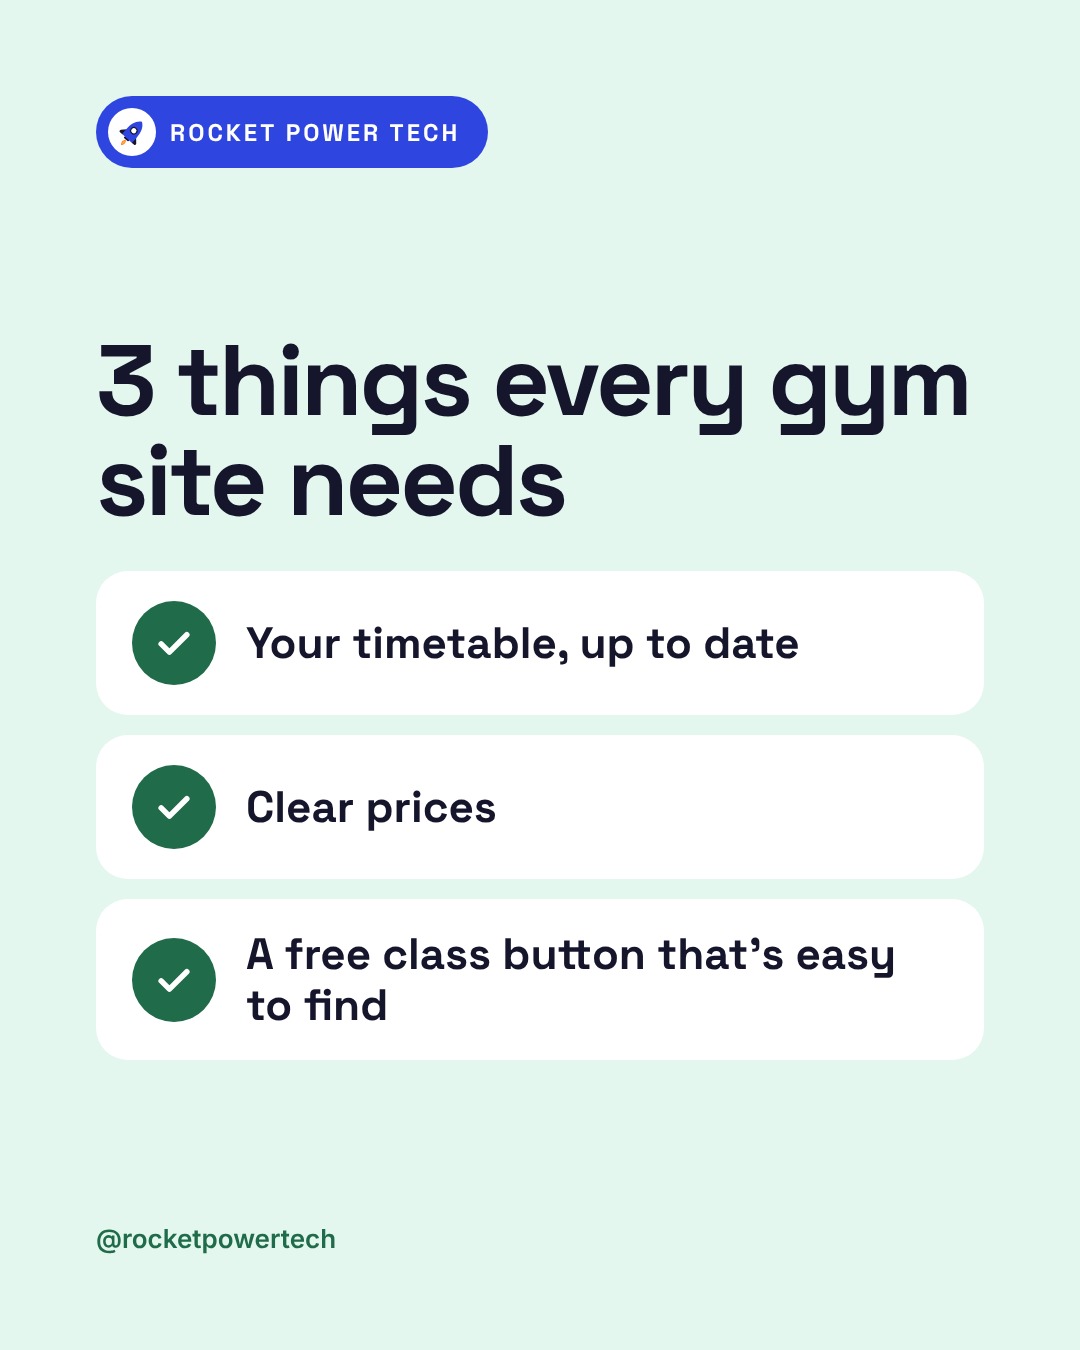 ROCKET POWER TECH
3 things every gym
site needs
Your timetable, up to date
Clear prices
A free class button that’s easy
to find
@rocketpowertech